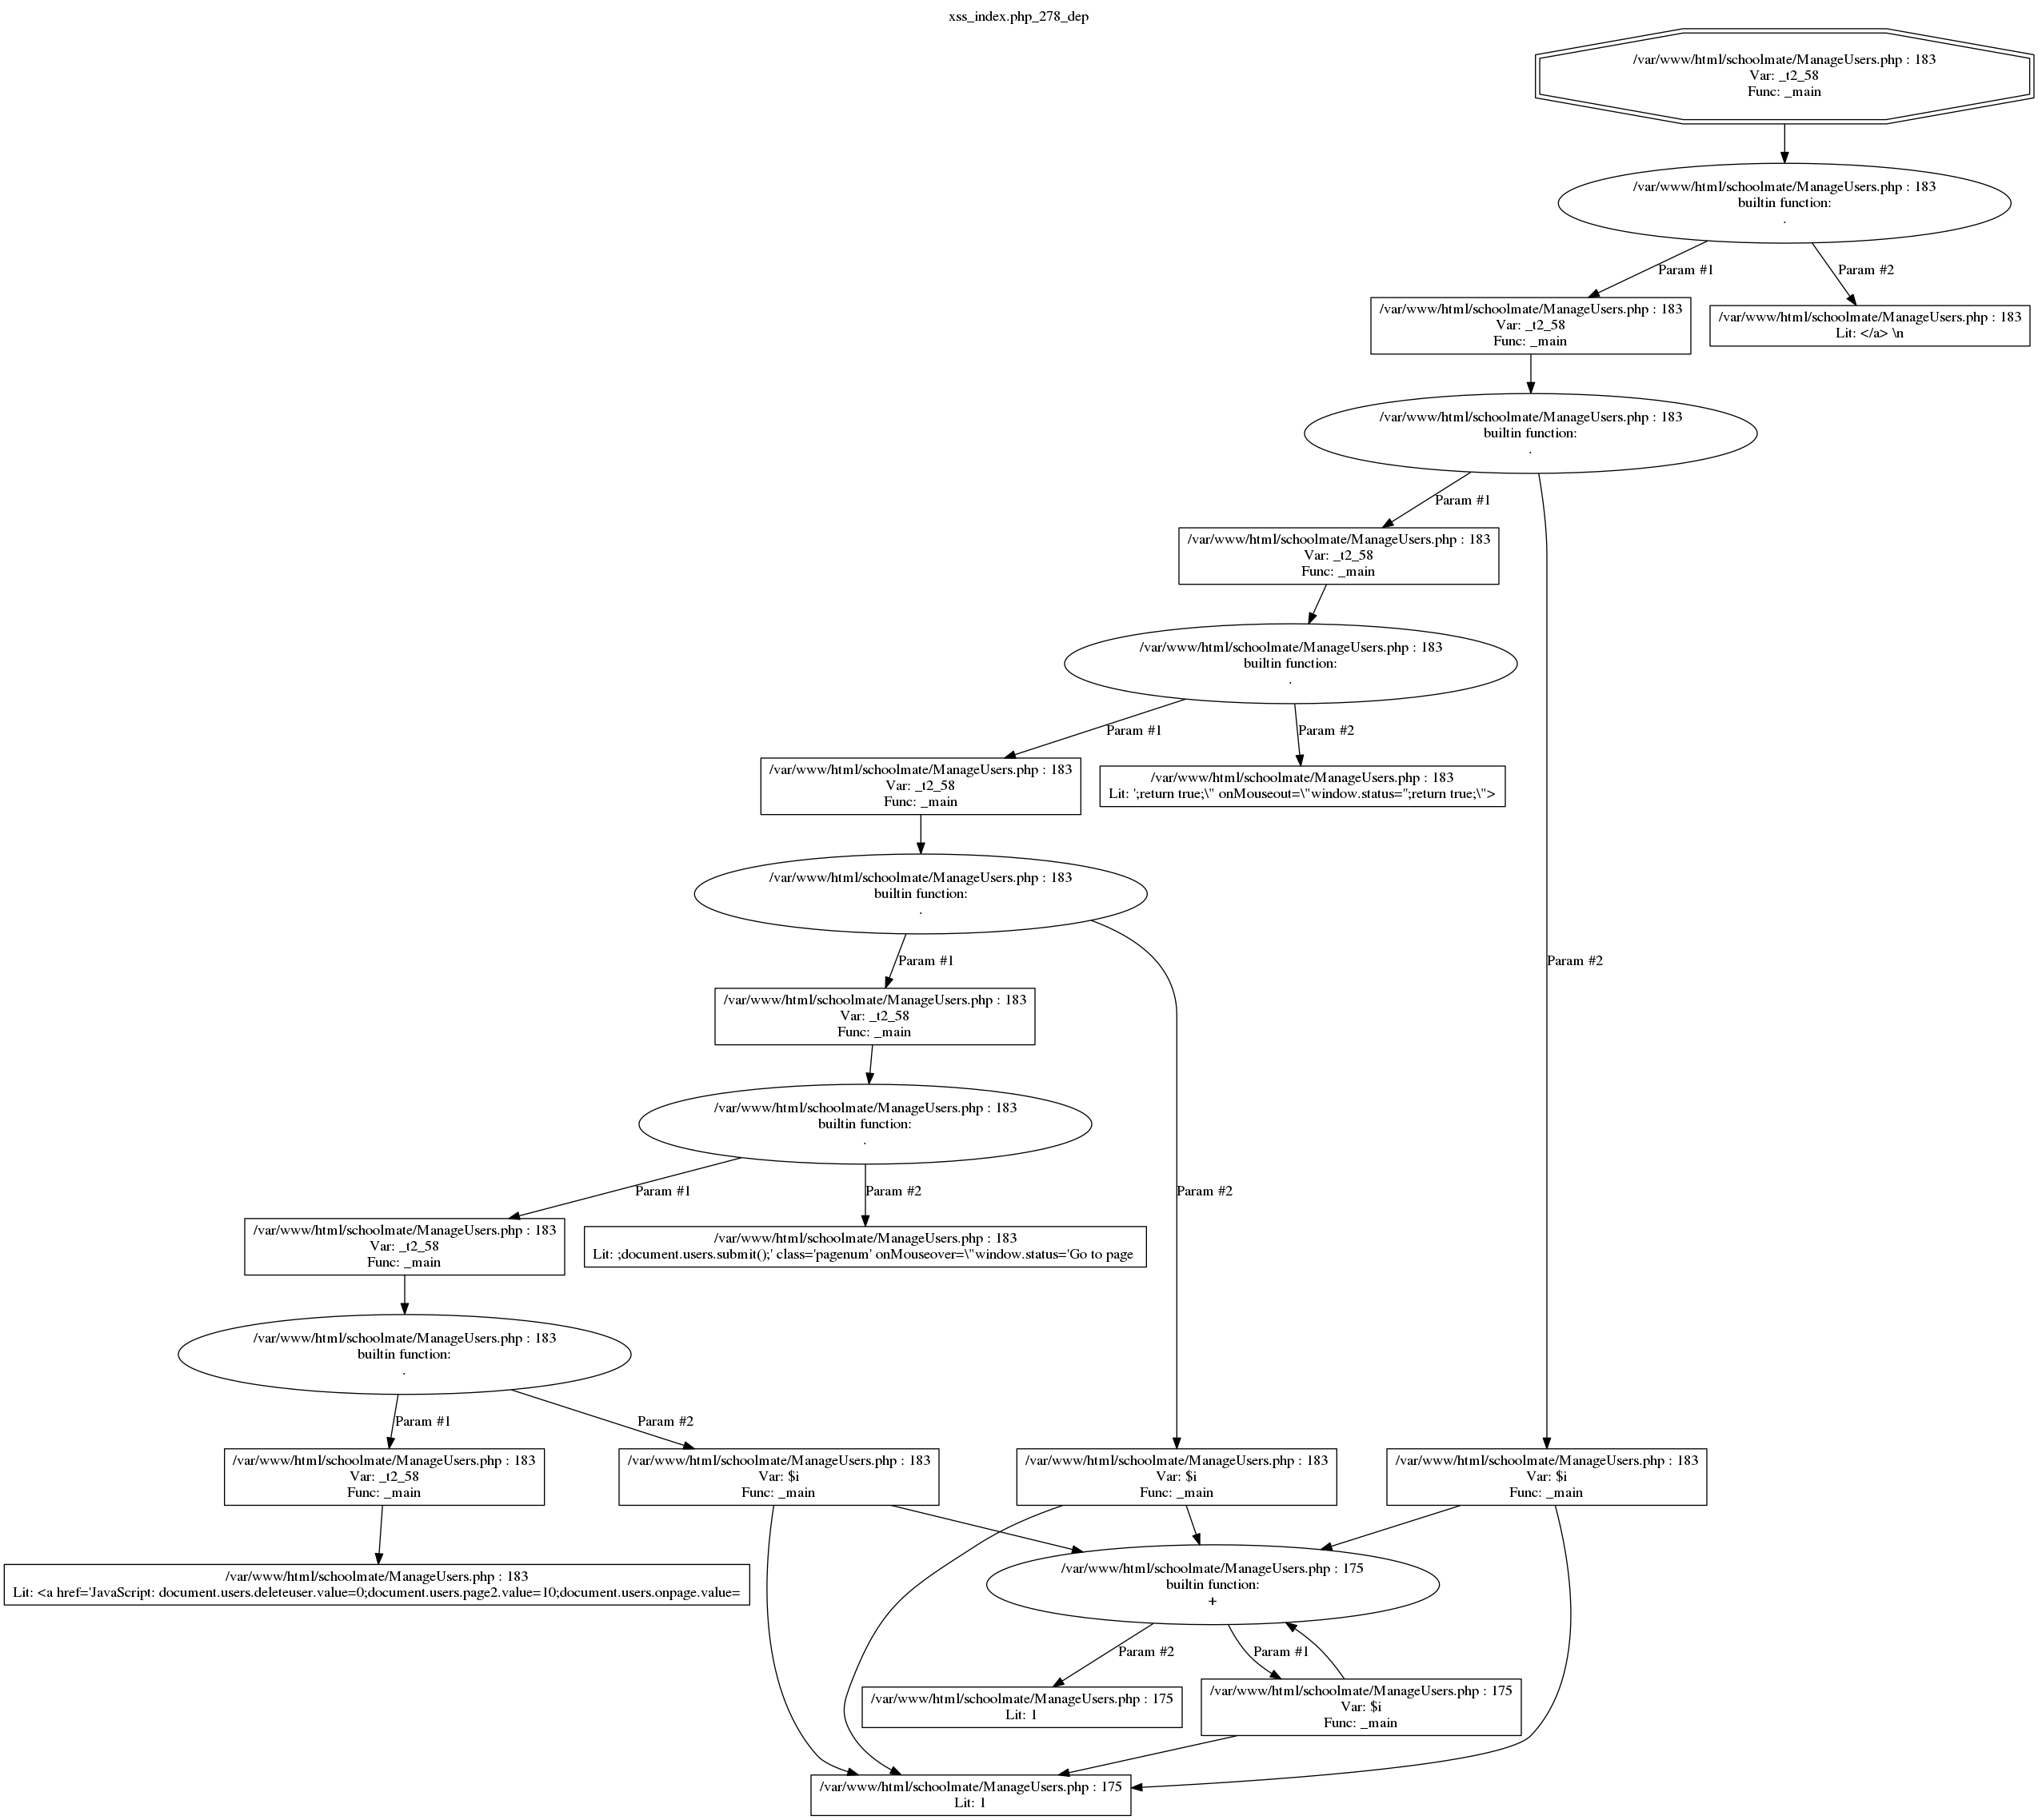 xss_index.php_278_dep
/var/www/html/schoolmate/ManageUsers.php : 183
Var: _t2_58
Func: _main
/var/www/html/schoolmate/ManageUsers.php : 183
builtin function:
.
Param #1
Param #2
/var/www/html/schoolmate/ManageUsers.php : 183
Var: _t2_58
Func: _main
/var/www/html/schoolmate/ManageUsers.php : 183
Lit: </a> \n
/var/www/html/schoolmate/ManageUsers.php : 183
builtin function:
.
Param #1
/var/www/html/schoolmate/ManageUsers.php : 183
Var: _t2_58
Func: _main
/var/www/html/schoolmate/ManageUsers.php : 183
builtin function:
.
Param #1
Param #2
/var/www/html/schoolmate/ManageUsers.php : 183
Var: _t2_58
Func: _main
/var/www/html/schoolmate/ManageUsers.php : 183
Lit: ';return true;\" onMouseout=\"window.status='';return true;\">
/var/www/html/schoolmate/ManageUsers.php : 183
builtin function:
.
Param #1
Param #2
/var/www/html/schoolmate/ManageUsers.php : 183
Var: _t2_58
Func: _main
/var/www/html/schoolmate/ManageUsers.php : 183
builtin function:
.
Param #1
Param #2
Param #2
/var/www/html/schoolmate/ManageUsers.php : 183
Var: _t2_58
Func: _main
/var/www/html/schoolmate/ManageUsers.php : 183
Lit: ;document.users.submit();' class='pagenum' onMouseover=\"window.status='Go to page
/var/www/html/schoolmate/ManageUsers.php : 183
builtin function:
.
Param #1
Param #2
/var/www/html/schoolmate/ManageUsers.php : 183
Var: _t2_58
Func: _main
/var/www/html/schoolmate/ManageUsers.php : 183
Var: $i
Func: _main
/var/www/html/schoolmate/ManageUsers.php : 183
Var: $i
Func: _main
/var/www/html/schoolmate/ManageUsers.php : 183
Var: $i
Func: _main
/var/www/html/schoolmate/ManageUsers.php : 183
Lit: <a href='JavaScript: document.users.deleteuser.value=0;document.users.page2.value=10;document.users.onpage.value=
/var/www/html/schoolmate/ManageUsers.php : 175
builtin function:
+
Param #2
Param #1
/var/www/html/schoolmate/ManageUsers.php : 175
Lit: 1
/var/www/html/schoolmate/ManageUsers.php : 175
Var: $i
Func: _main
/var/www/html/schoolmate/ManageUsers.php : 175
Lit: 1